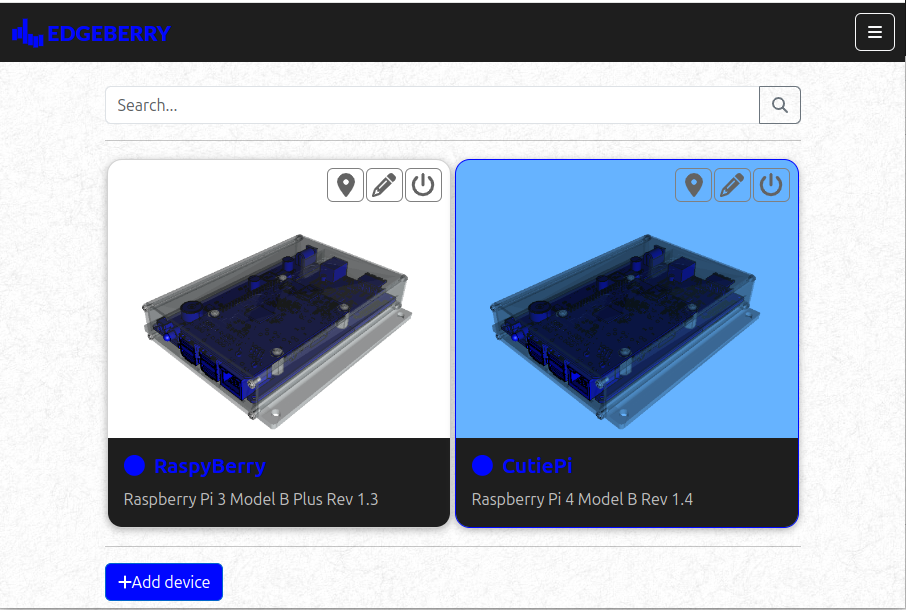 EDGEBERRY
Search...
RaspyBerry
Raspberry Pi 3 Model B Plus Rev 1.3
CutiePi
Raspberry Pi 4 Model B Rev 1.4
+Add device